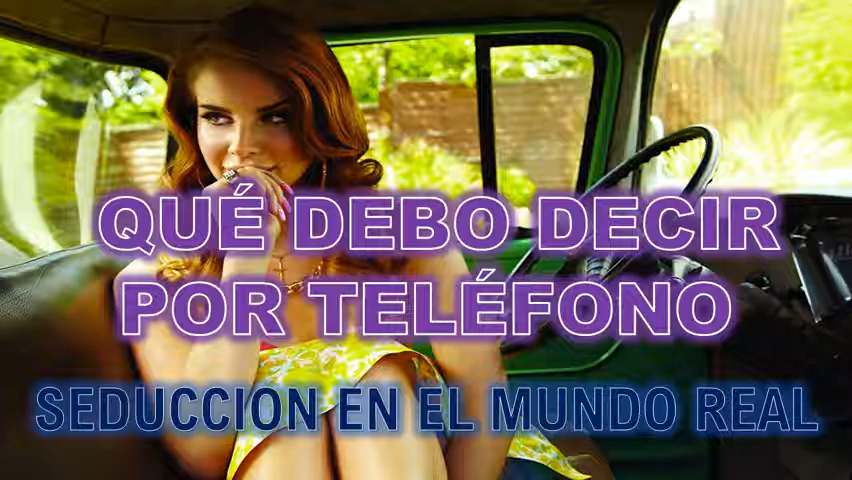 QUÉ DEBO DECIR
POR TELÉFONO
SEDUCCION EN EL MUNDO REAL